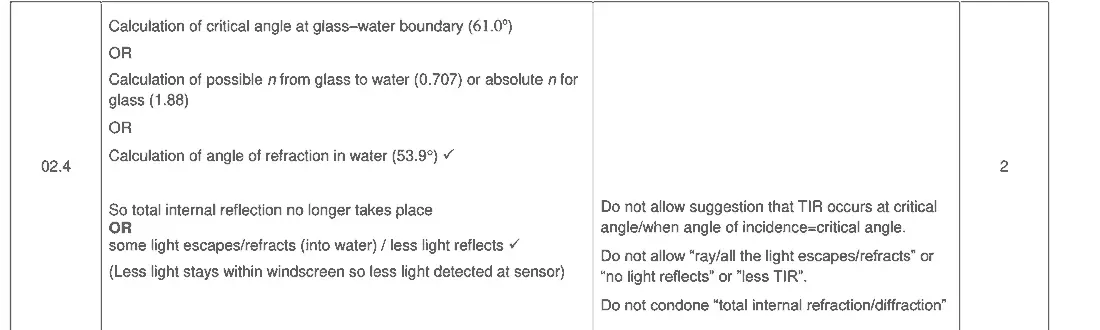 Calculation of critical angle at glass–water boundary (61.0°)
OR
Calculation of possible n from glass to water (0.707) or absolute n for
glass (1.88)
OR
Calculation of angle of refraction in water (53.9°) ✓
02.4
2
So total internal reflection no longer takes place
OR
some light escapes/refracts (into water) / less light reflects ✓
(Less light stays within windscreen so less light detected at sensor)
Do not allow suggestion that TIR occurs at critical
angle/when angle of incidence=critical angle.
Do not allow “ray/all the light escapes/refracts” or
“no light reflects” or ”less TIR”.
Do not condone “total internal refraction/diffraction”